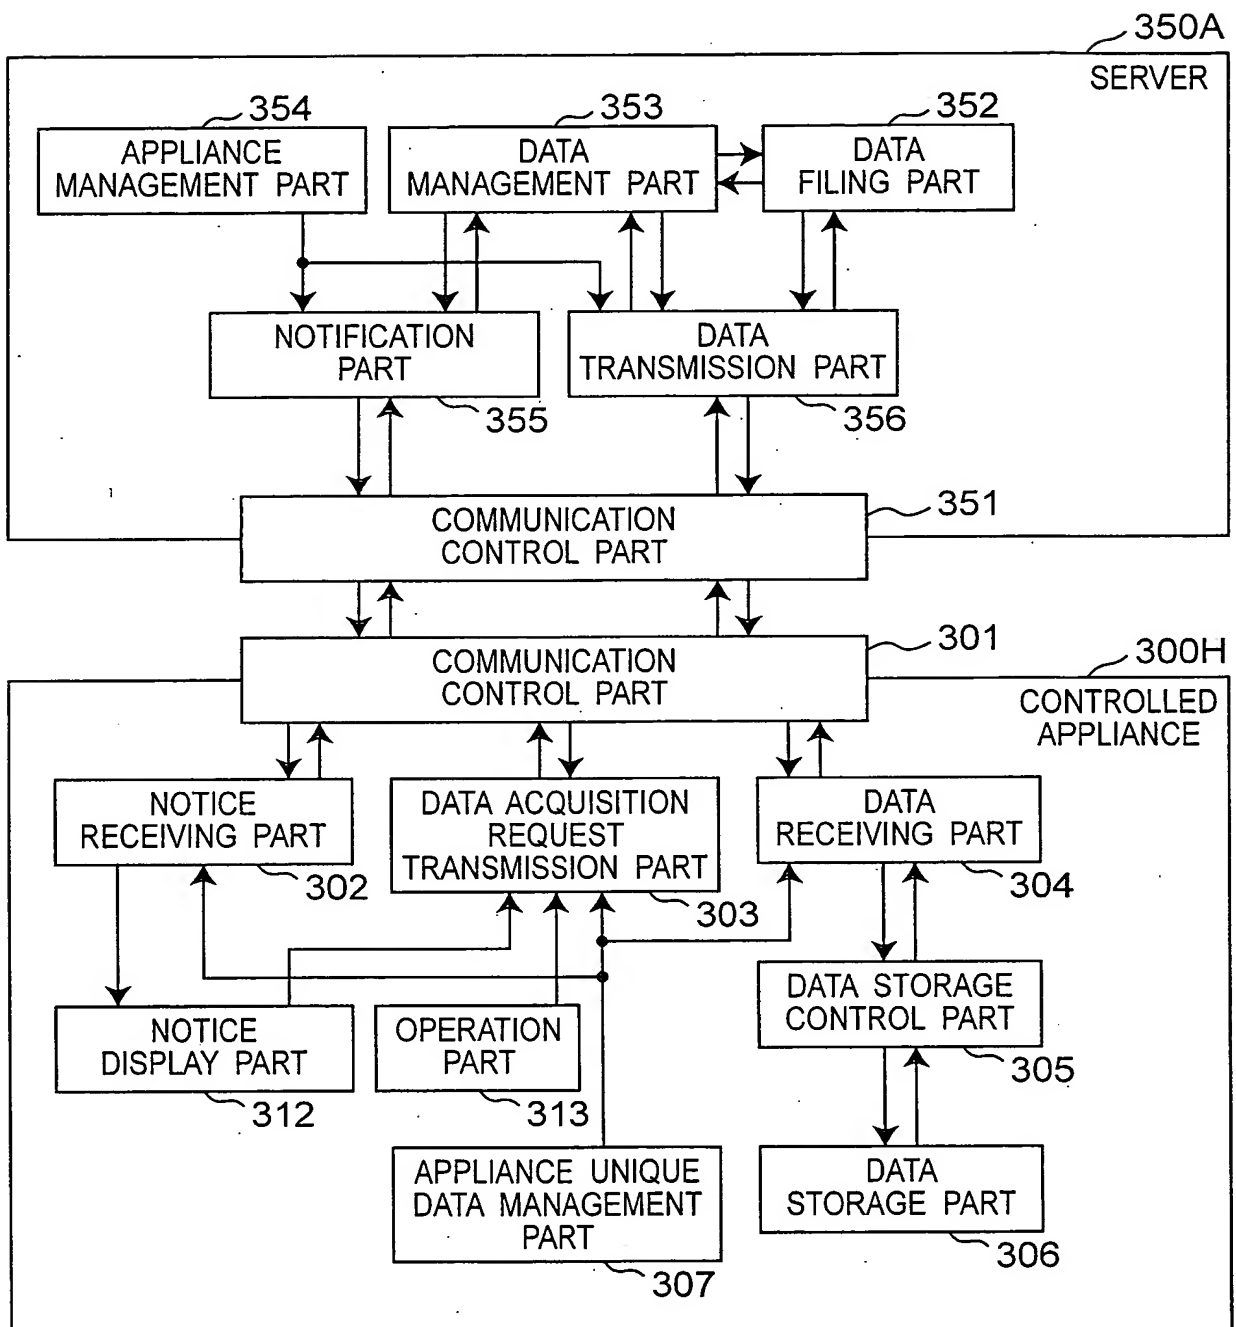 350A
SERVER
354
353
352
APPLIANCE
MANAGEMENT PART
DATA
MANAGEMENT PART
DATA
FILING PART
NOTIFICATION
PART
DATA
TRANSMISSION PART
355
356
COMMUNICATION
CONTROL PART
351
COMMUNICATION
CONTROL PART
301
300H
CONTROLLED
APPLIANCE
NOTICE
RECEIVING PART
DATA ACQUISITION
REQUEST
TRANSMISSION PART
DATA
RECEIVING PART
302
303
304
NOTICE
DISPLAY PART
OPERATION
PART
DATA STORAGE
CONTROL PART
312
313
305
APPLIANCE UNIQUE
DATA MANAGEMENT
PART
DATA
STORAGE PART
307
306